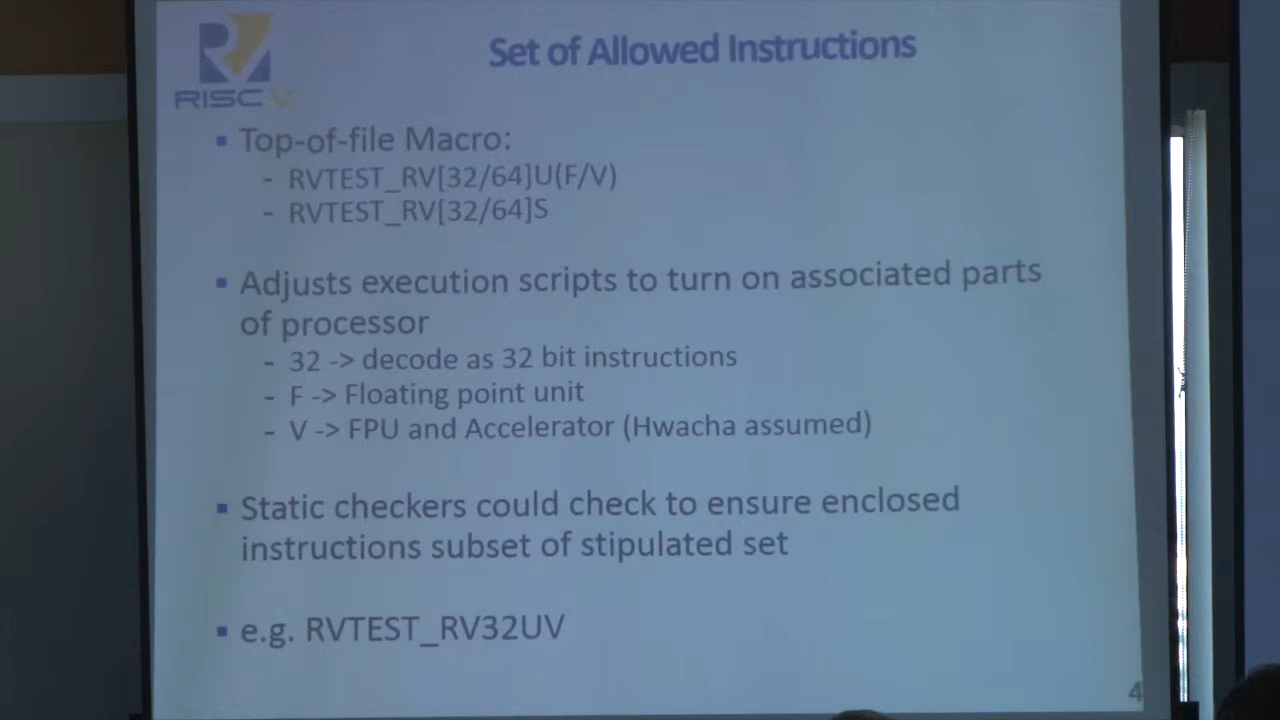 RISC V
Set of Allowed Instructions
▪ Top-of-file Macro:
- RVTEST_RV[32/64]U(F/V)
- RVTEST_RV[32/64]S
▪ Adjusts execution scripts to turn on associated parts
of processor
- 32 -> decode as 32 bit instructions
- F -> Floating point unit
- V -> FPU and Accelerator (Hwacha assumed)
▪ Static checkers could check to ensure enclosed
instructions subset of stipulated set
▪ e.g. RVTEST_RV32UV
4